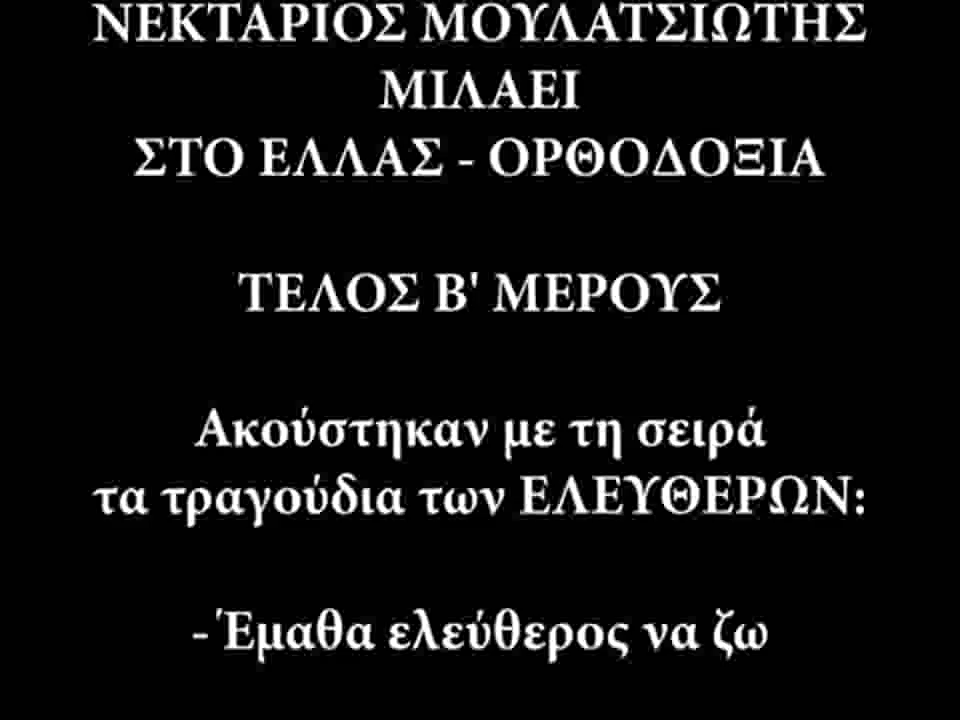 ΝΕΚΤΑΡΙΟΣ ΜΟΥΛΑΤΣΙΩΤΗΣ
ΜΙΛΑΕΙ
ΣΤΟ ΕΛΛΑΣ - ΟΡΘΟΔΟΞΙΑ
ΤΕΛΟΣ Β' ΜΕΡΟΥΣ
Ακούστηκαν με τη σειρά
τα τραγούδια των ΕΛΕΥΘΕΡΩΝ:
- Έμαθα ελεύθερος να ζω